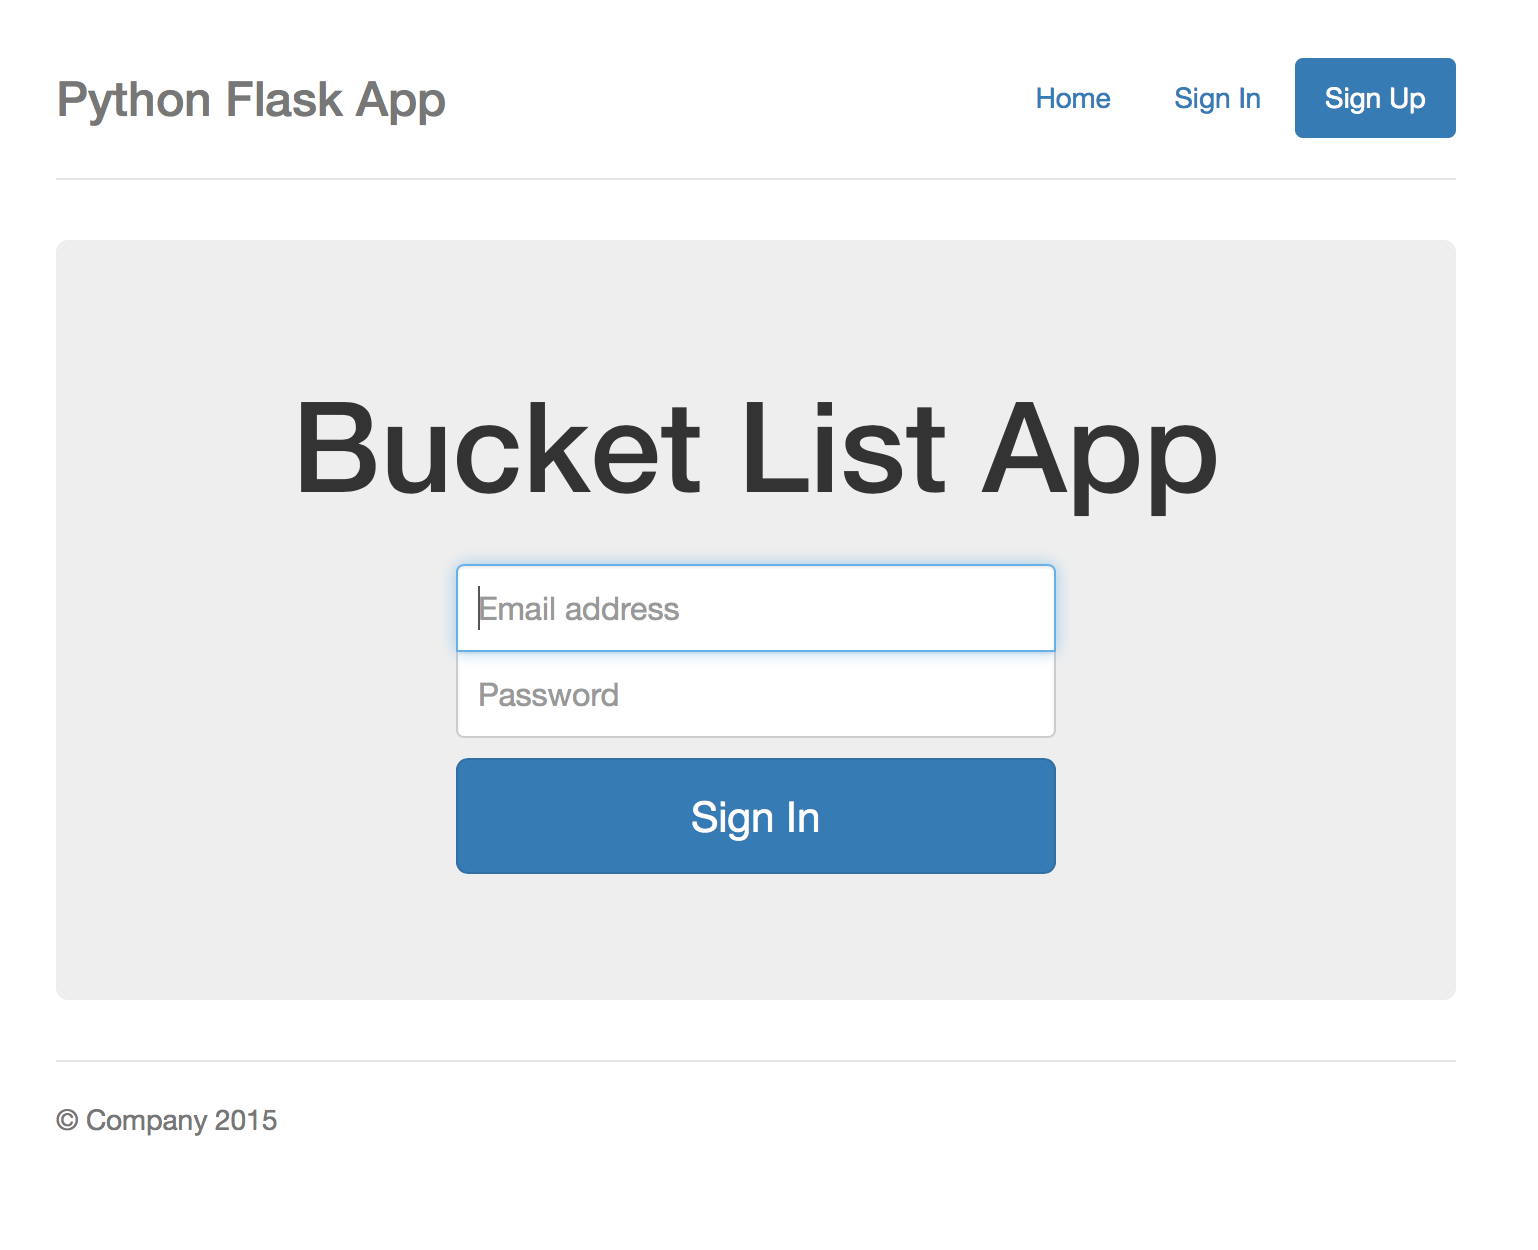 Python Flask App
Home Sign In Sign Up
Bucket List App
Email address
Password
Sign In
© Company 2015